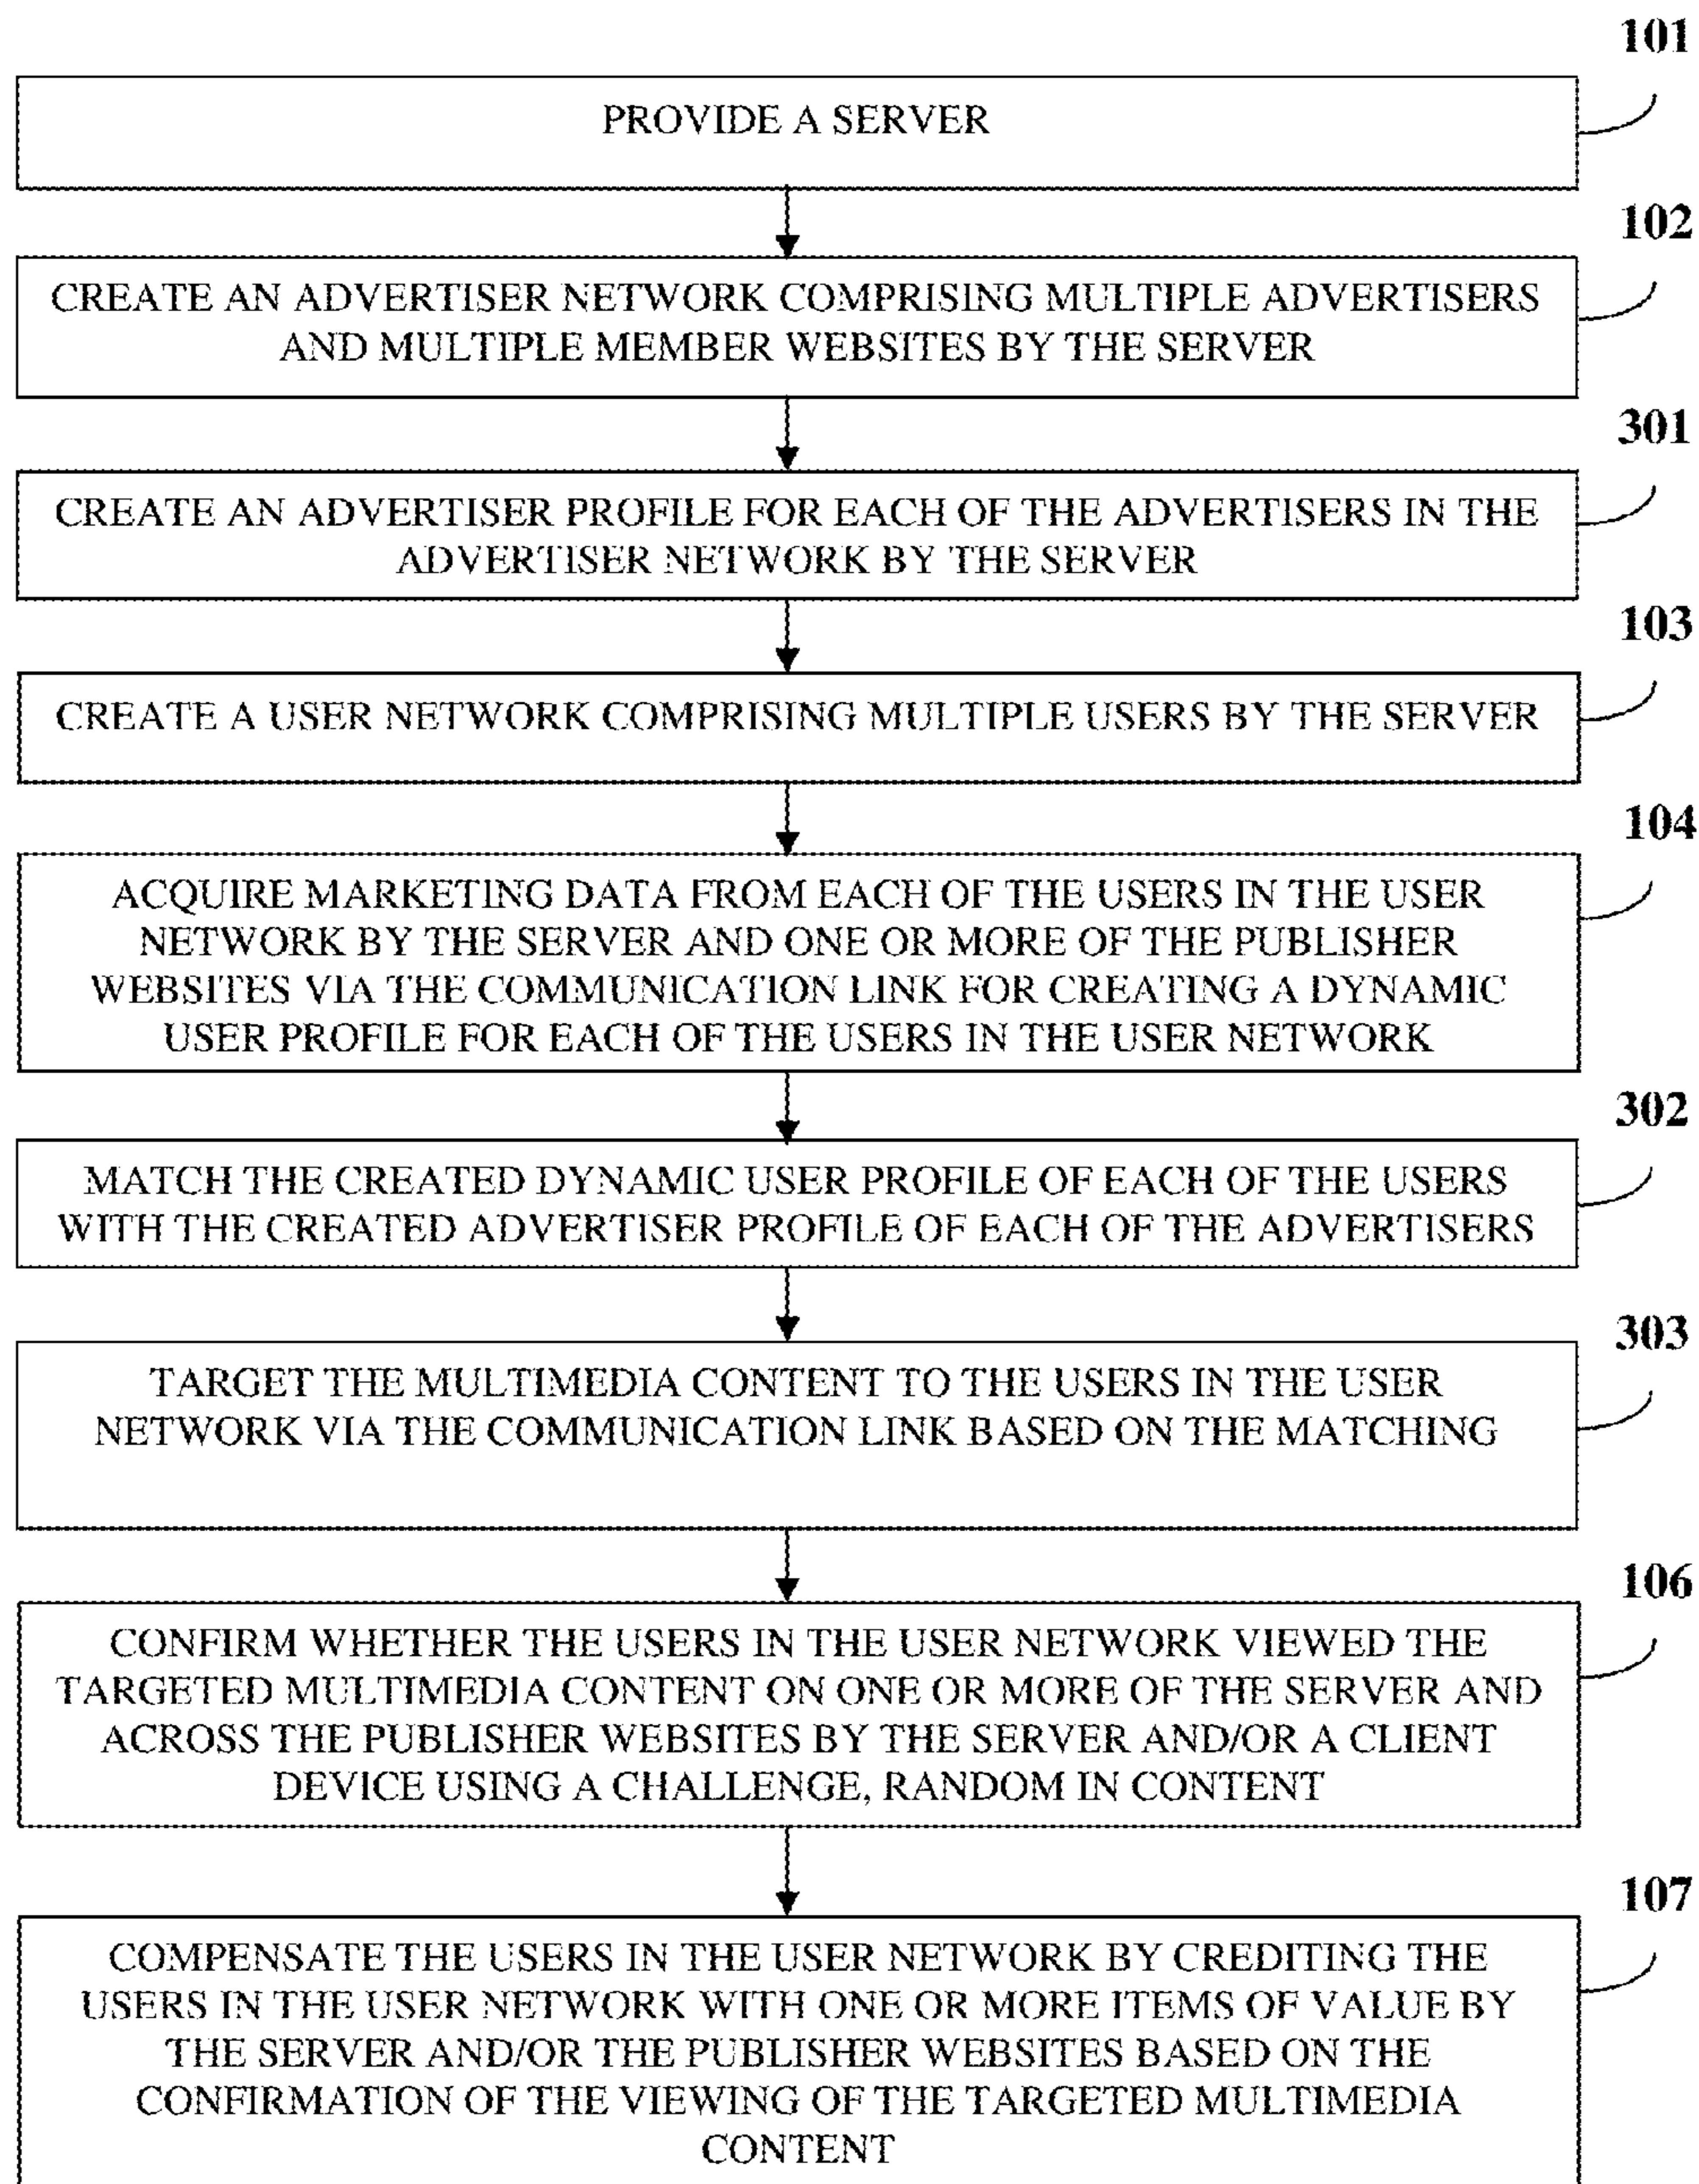 101
PROVIDE A SERVER
102
CREATE AN ADVERTISER NETWORK COMPRISING MULTIPLE ADVERTISERS
AND MULTIPLE MEMBER WEBSITES BY THE SERVER
301
CREATE AN ADVERTISER PROFILE FOR EACH OF THE ADVERTISERS IN THE
ADVERTISER NETWORK BY THE SERVER
103
CREATE A USER NETWORK COMPRISING MULTIPLE USERS BY THE SERVER
104
ACQUIRE MARKETING DATA FROM EACH OF THE USERS IN THE USER
NETWORK BY THE SERVER AND ONE OR MORE OF THE PUBLISHER
WEBSITES VIA THE COMMUNICATION LINK FOR CREATING A DYNAMIC
USER PROFILE FOR EACH OF THE USERS IN THE USER NETWORK
302
MATCH THE CREATED DYNAMIC USER PROFILE OF EACH OF THE USERS
WITH THE CREATED ADVERTISER PROFILE OF EACH OF THE ADVERTISERS
303
TARGET THE MULTIMEDIA CONTENT TO THE USERS IN THE USER
NETWORK VIA THE COMMUNICATION LINK BASED ON THE MATCHING
106
CONFIRM WHETHER THE USERS IN THE USER NETWORK VIEWED THE
TARGETED MULTIMEDIA CONTENT ON ONE OR MORE OF THE SERVER AND
ACROSS THE PUBLISHER WEBSITES BY THE SERVER AND/OR A CLIENT
DEVICE USING A CHALLENGE, RANDOM IN CONTENT
107
COMPENSATE THE USERS IN THE USER NETWORK BY CREDITING THE
USERS IN THE USER NETWORK WITH ONE OR MORE ITEMS OF VALUE BY
THE SERVER AND/OR THE PUBLISHER WEBSITES BASED ON THE
CONFIRMATION OF THE VIEWING OF THE TARGETED MULTIMEDIA
CONTENT